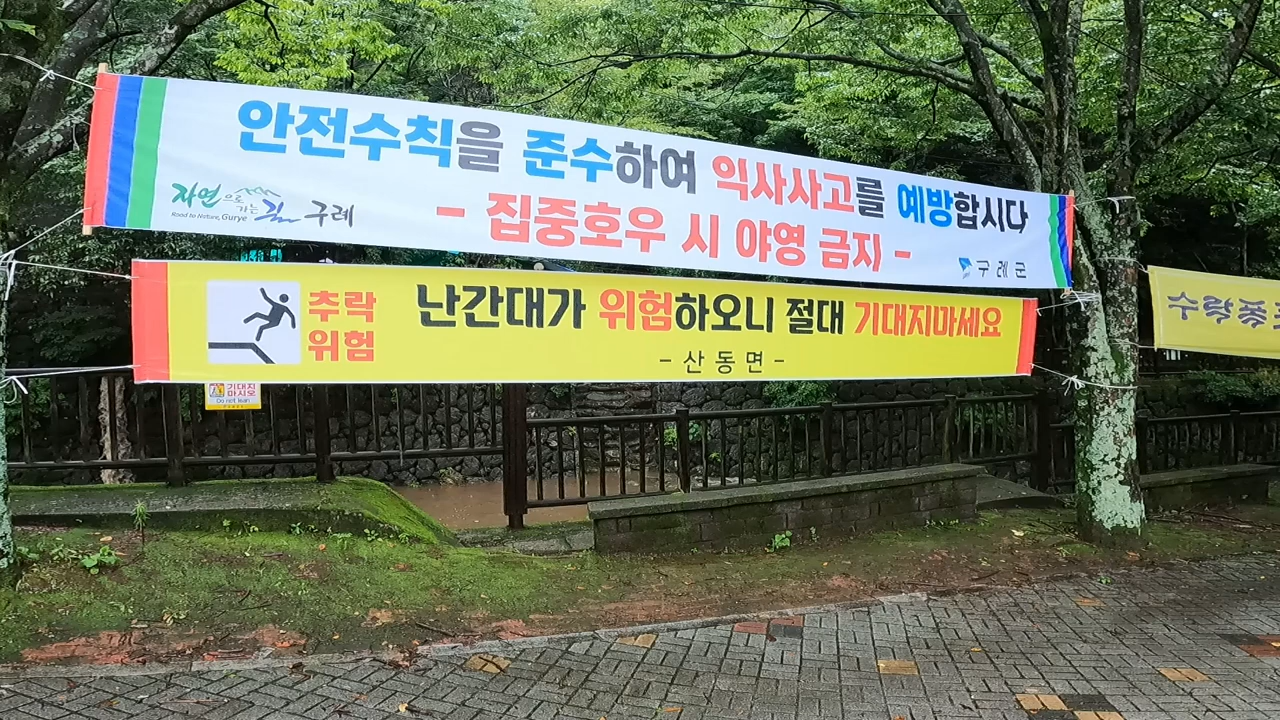 안전수칙을 준수하여 익사사고를 예방합시다
- 집중호우 시 야영 금지 -
자연으로 가는 길 구례
Road to Nature, Gurye
구례군
추락
위험
난간대가 위험하오니 절대 기대지마세요
- 산동면 -
기대지
마시오
Do not lean